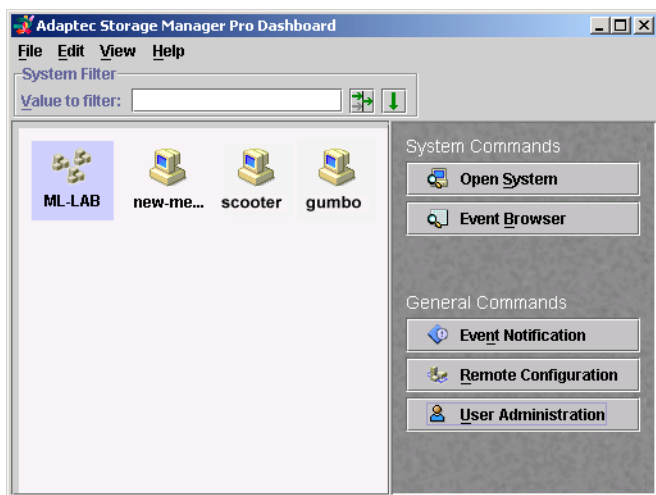 Adaptec Storage Manager Pro Dashboard
File Edit View Help
System Filter
Value to filter:
ML-LAB new-me... scooter gumbo
System Commands
Open System
Event Browser
General Commands
Event Notification
Remote Configuration
User Administration